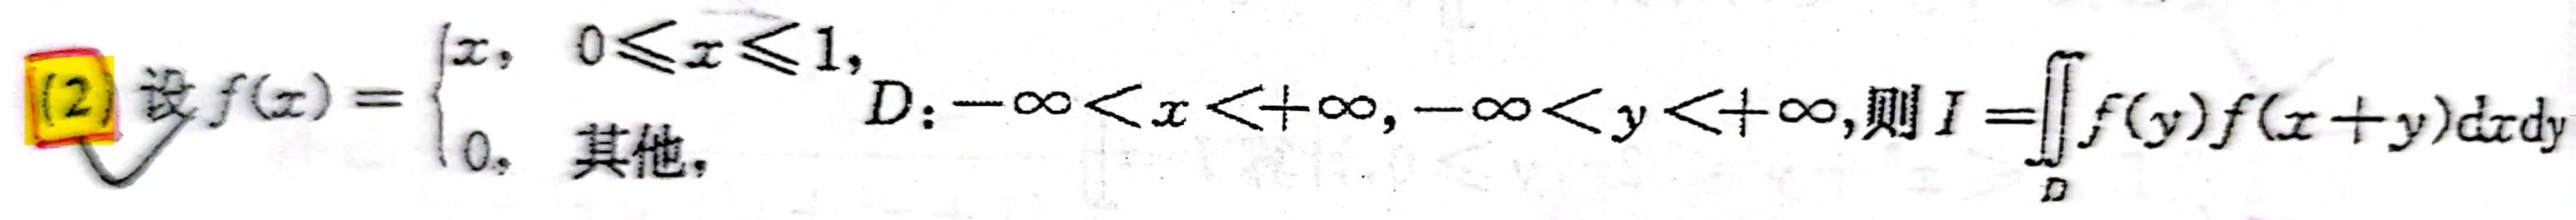 (2) 设 f(x) = { x, 0≤x≤1, 0, 其他, D: -∞<x<+∞, -∞<y<+∞, 则 I = ∬_D f(y)f(x+y)dxdy